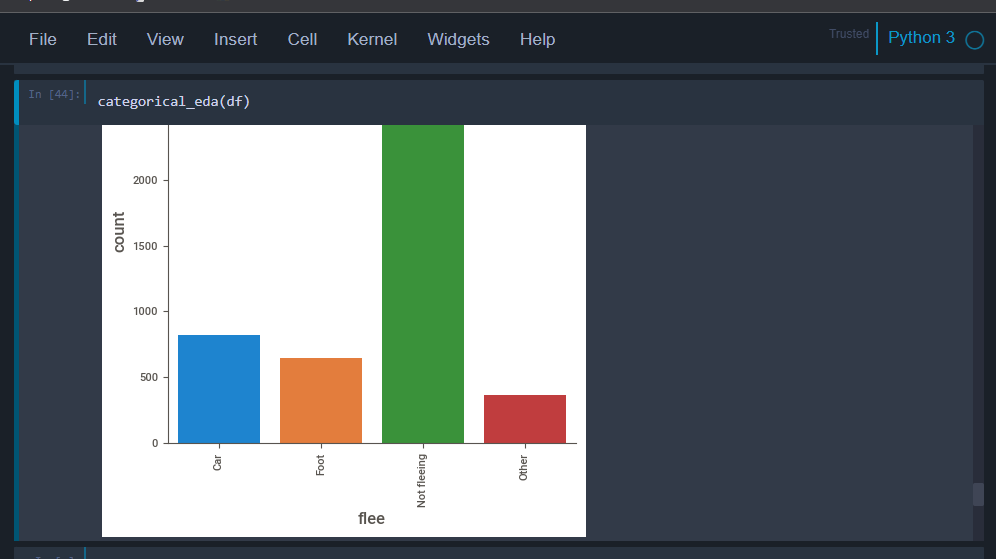 File Edit View Insert Cell Kernel Widgets Help Trusted Python 3
In [44]: categorical_eda(df)
2000
1500
1000
500
0
count
Car Foot Not fleeing Other
flee